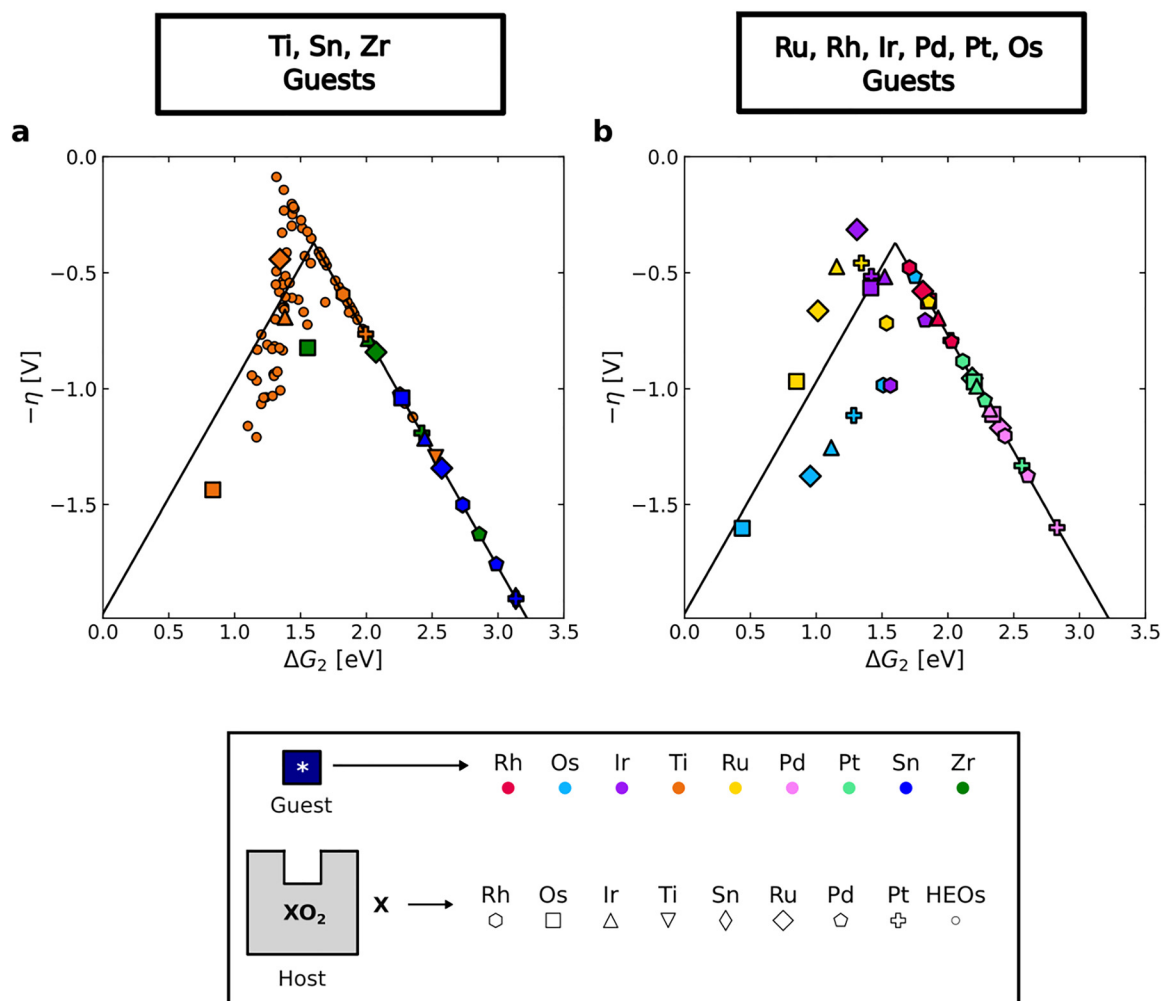 Ti, Sn, Zr
Guests
Ru, Rh, Ir, Pd, Pt, Os
Guests
a
b
0.0
−0.5
−1.0
−1.5
−η [V]
0.0 0.5 1.0 1.5 2.0 2.5 3.0 3.5
ΔG₂ [eV]
0.0
−0.5
−1.0
−1.5
−η [V]
0.0 0.5 1.0 1.5 2.0 2.5 3.0 3.5
ΔG₂ [eV]
*
Guest
Rh Os Ir Ti Ru Pd Pt Sn Zr
XO₂
Host
X
Rh Os Ir Ti Sn Ru Pd Pt HEOs